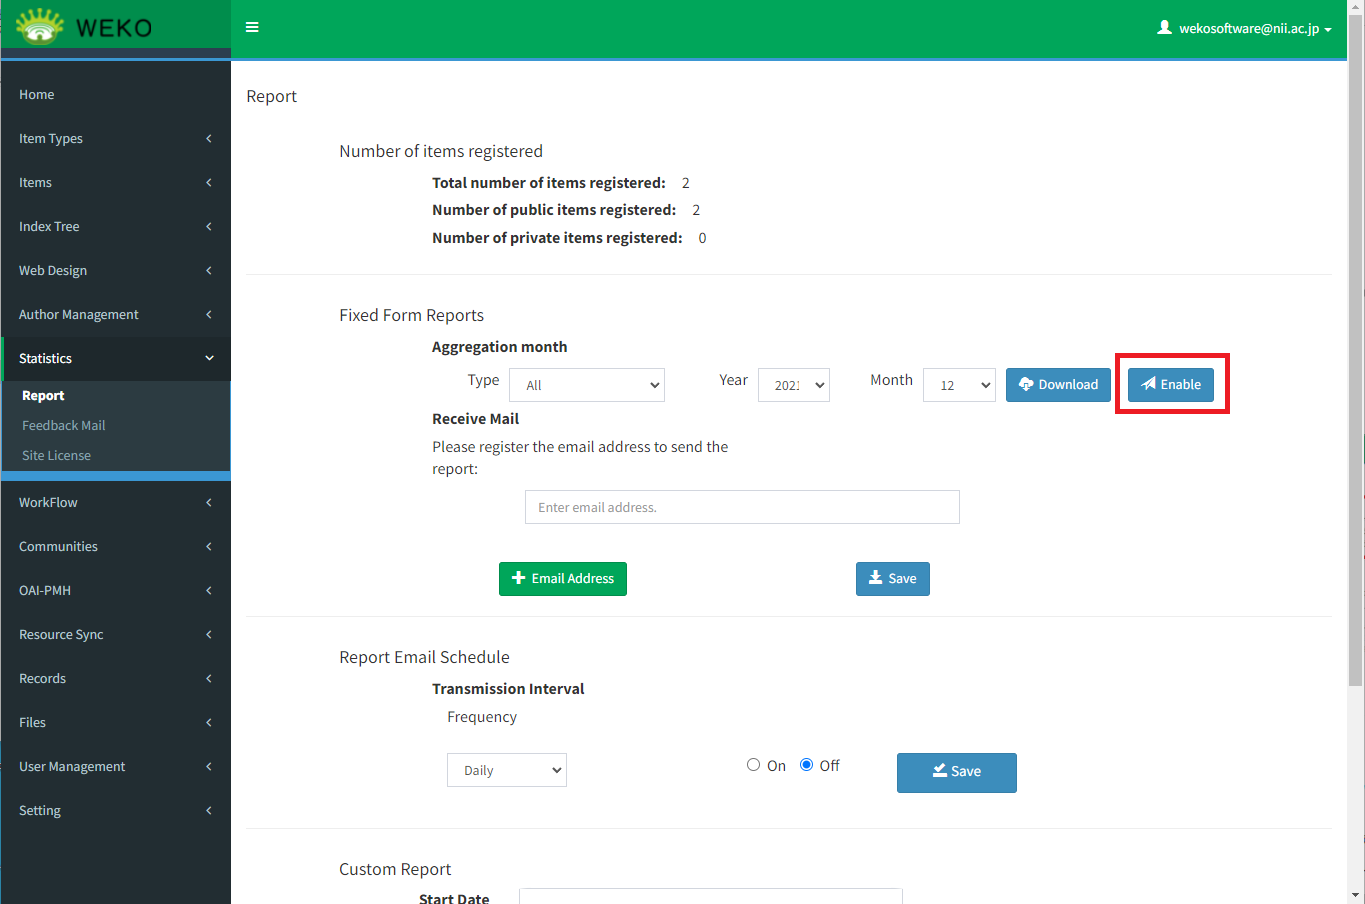 WEKO
wekosoftware@nii.ac.jp
Home
Item Types
Items
Index Tree
Web Design
Author Management
Statistics
Report
Feedback Mail
Site License
WorkFlow
Communities
OAI-PMH
Resource Sync
Records
Files
User Management
Setting
Report
Number of items registered
Total number of items registered: 2
Number of public items registered: 2
Number of private items registered: 0
Fixed Form Reports
Aggregation month
Type All Year 2021 Month 12 Download Enable
Receive Mail
Please register the email address to send the
report:
Enter email address.
Email Address Save
Report Email Schedule
Transmission Interval
Frequency
Daily On Off Save
Custom Report
Start Date